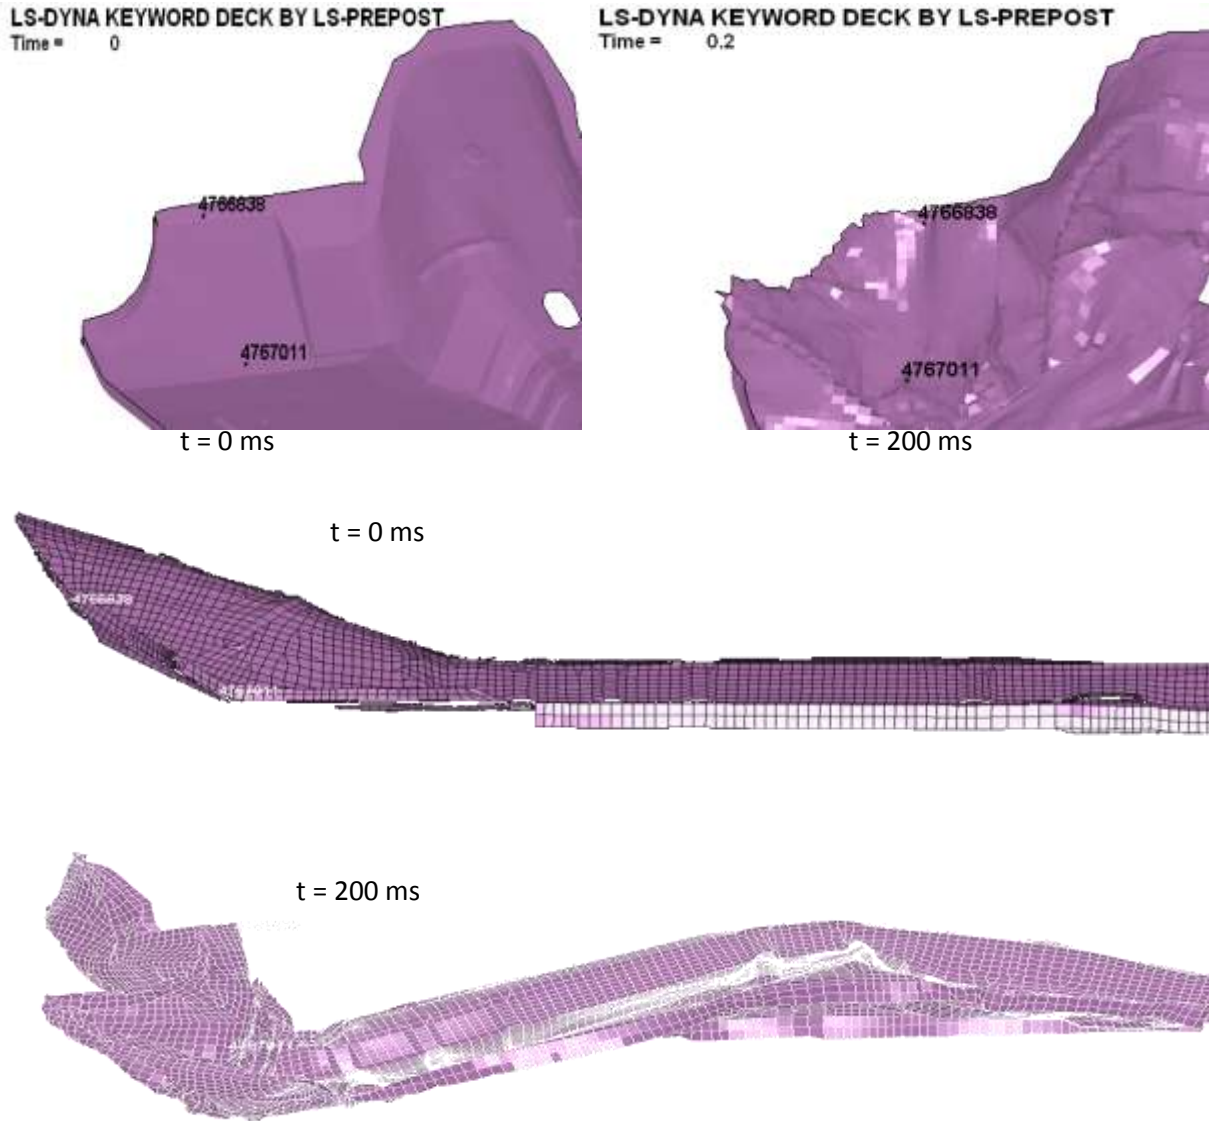 LS-DYNA KEYWORD DECK BY LS-PREPOST
Time = 0
4766838
4767011
t = 0 ms
LS-DYNA KEYWORD DECK BY LS-PREPOST
Time = 0.2
4766838
4767011
t = 200 ms
t = 0 ms
4766838
t = 200 ms